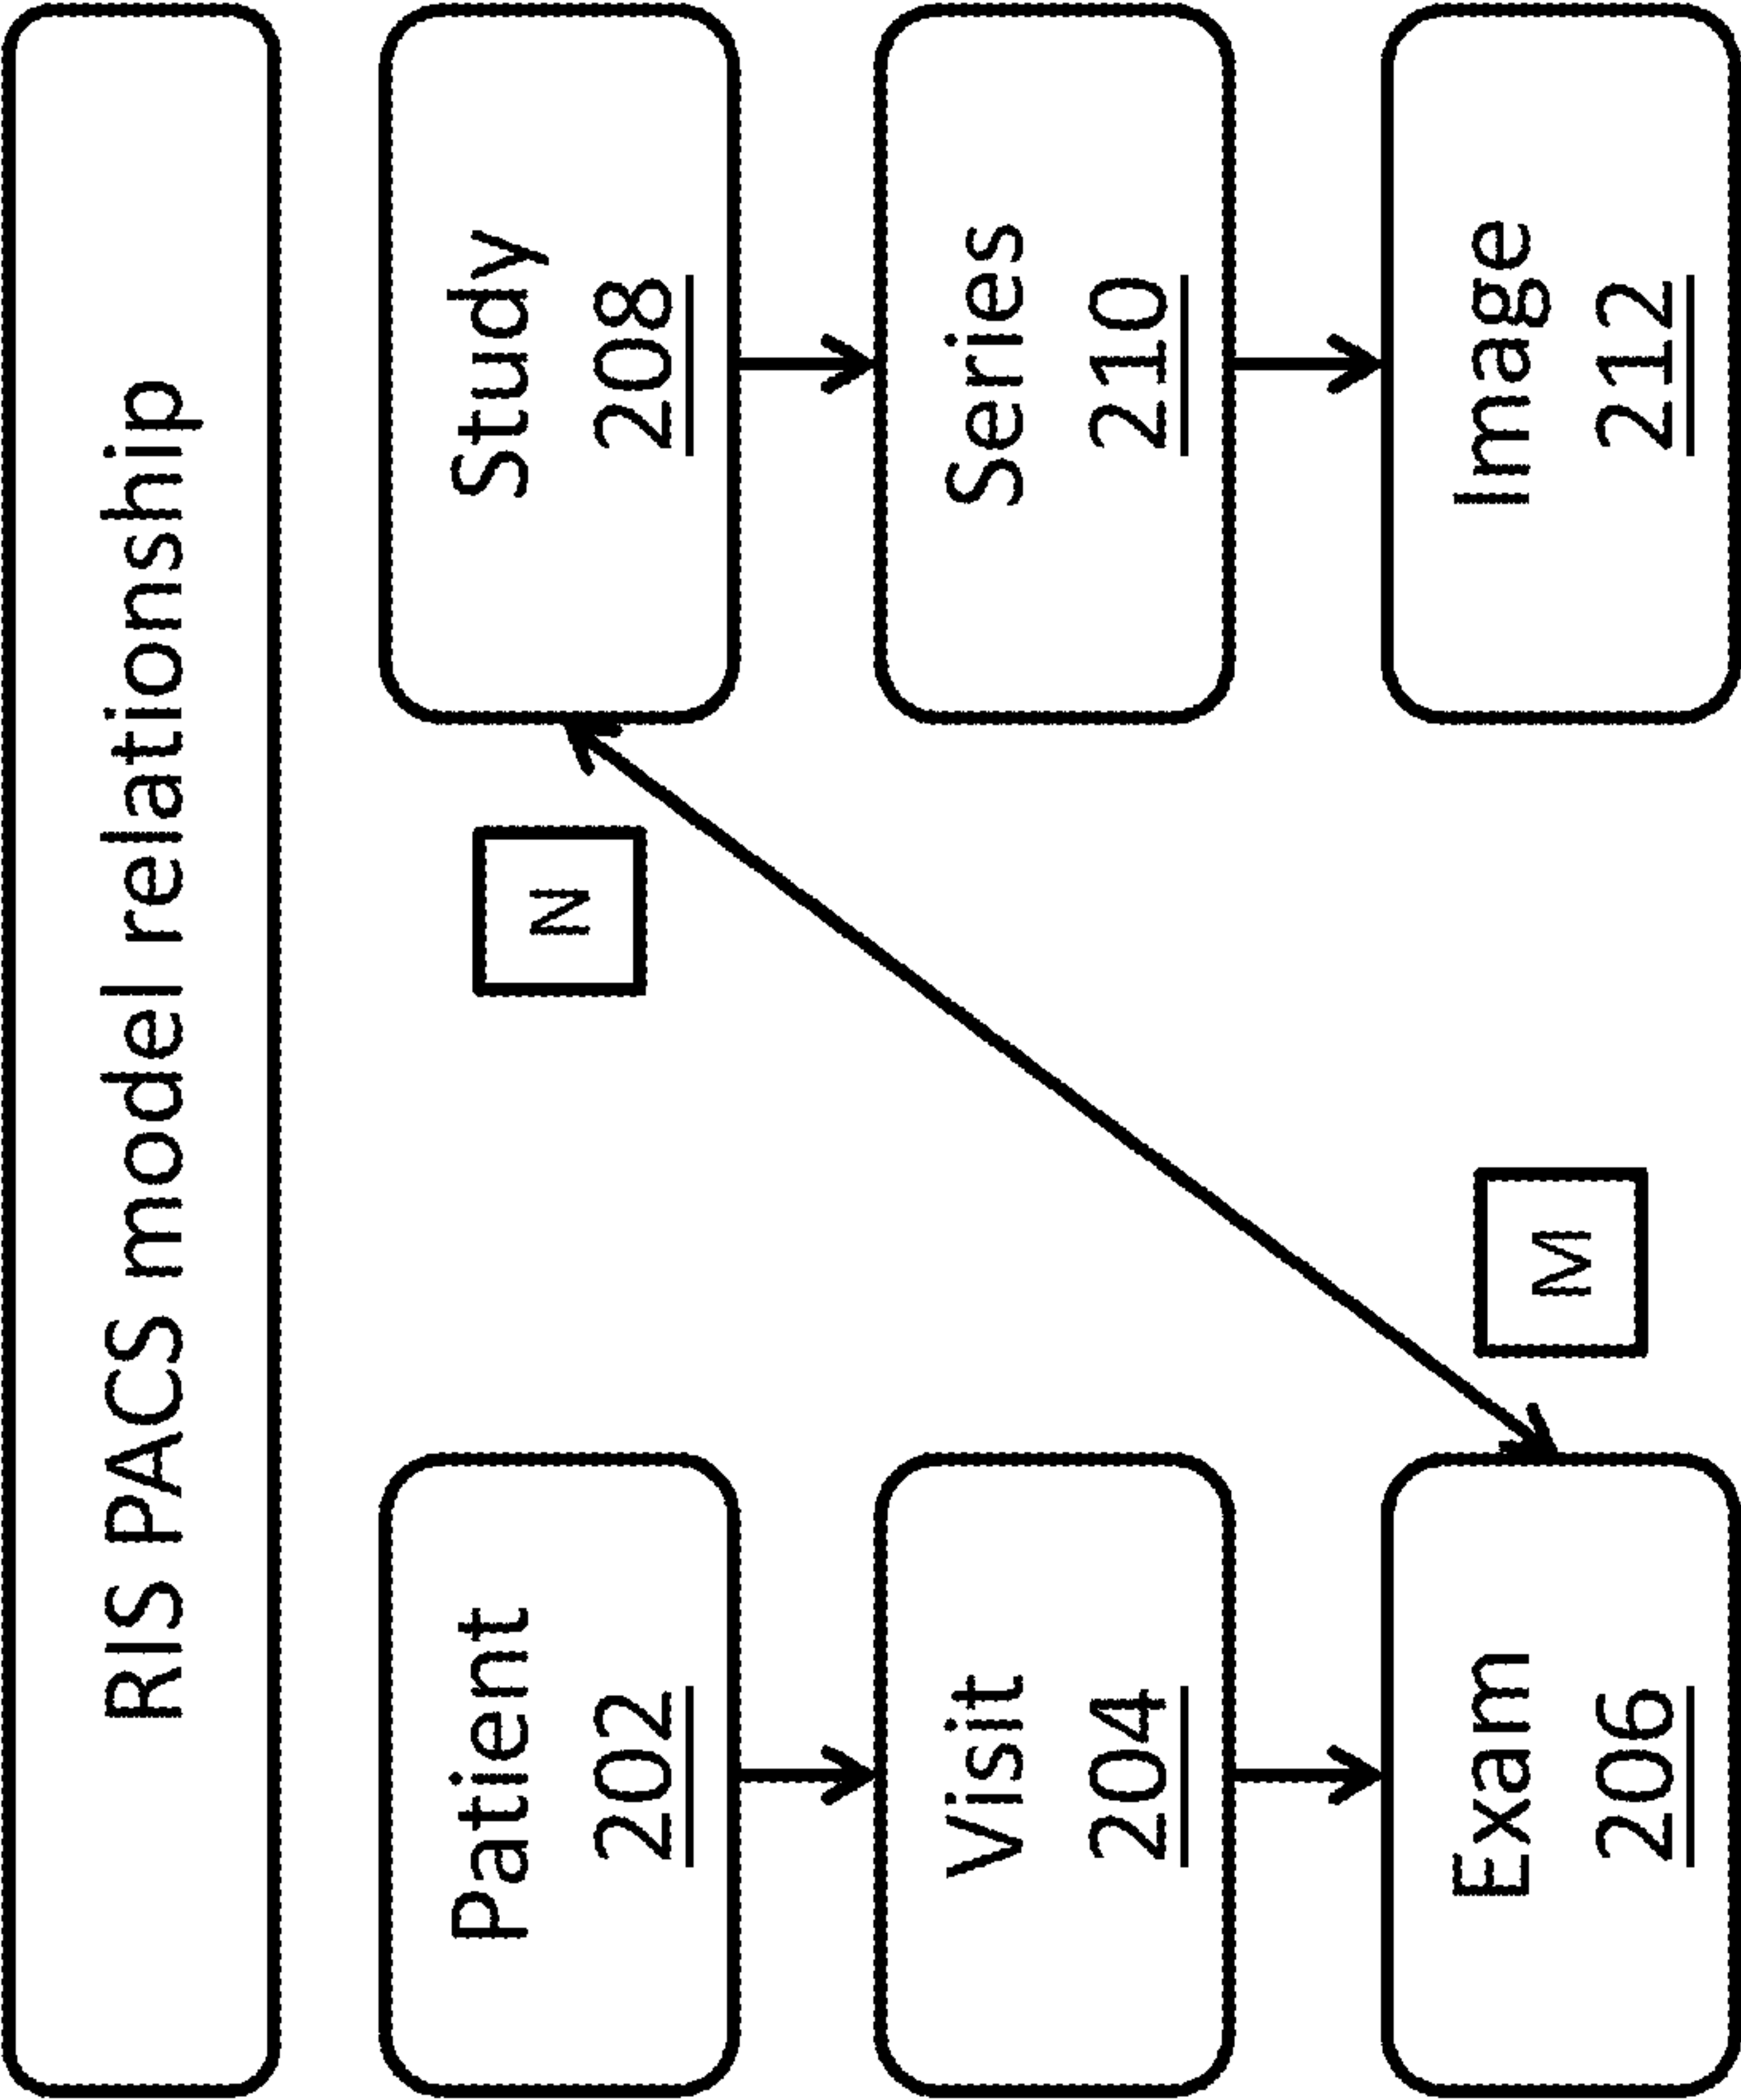 RIS PACS model relationship
Patient
202
Visit
204
Exam
206
M
N
Study
208
Series
210
Image
212